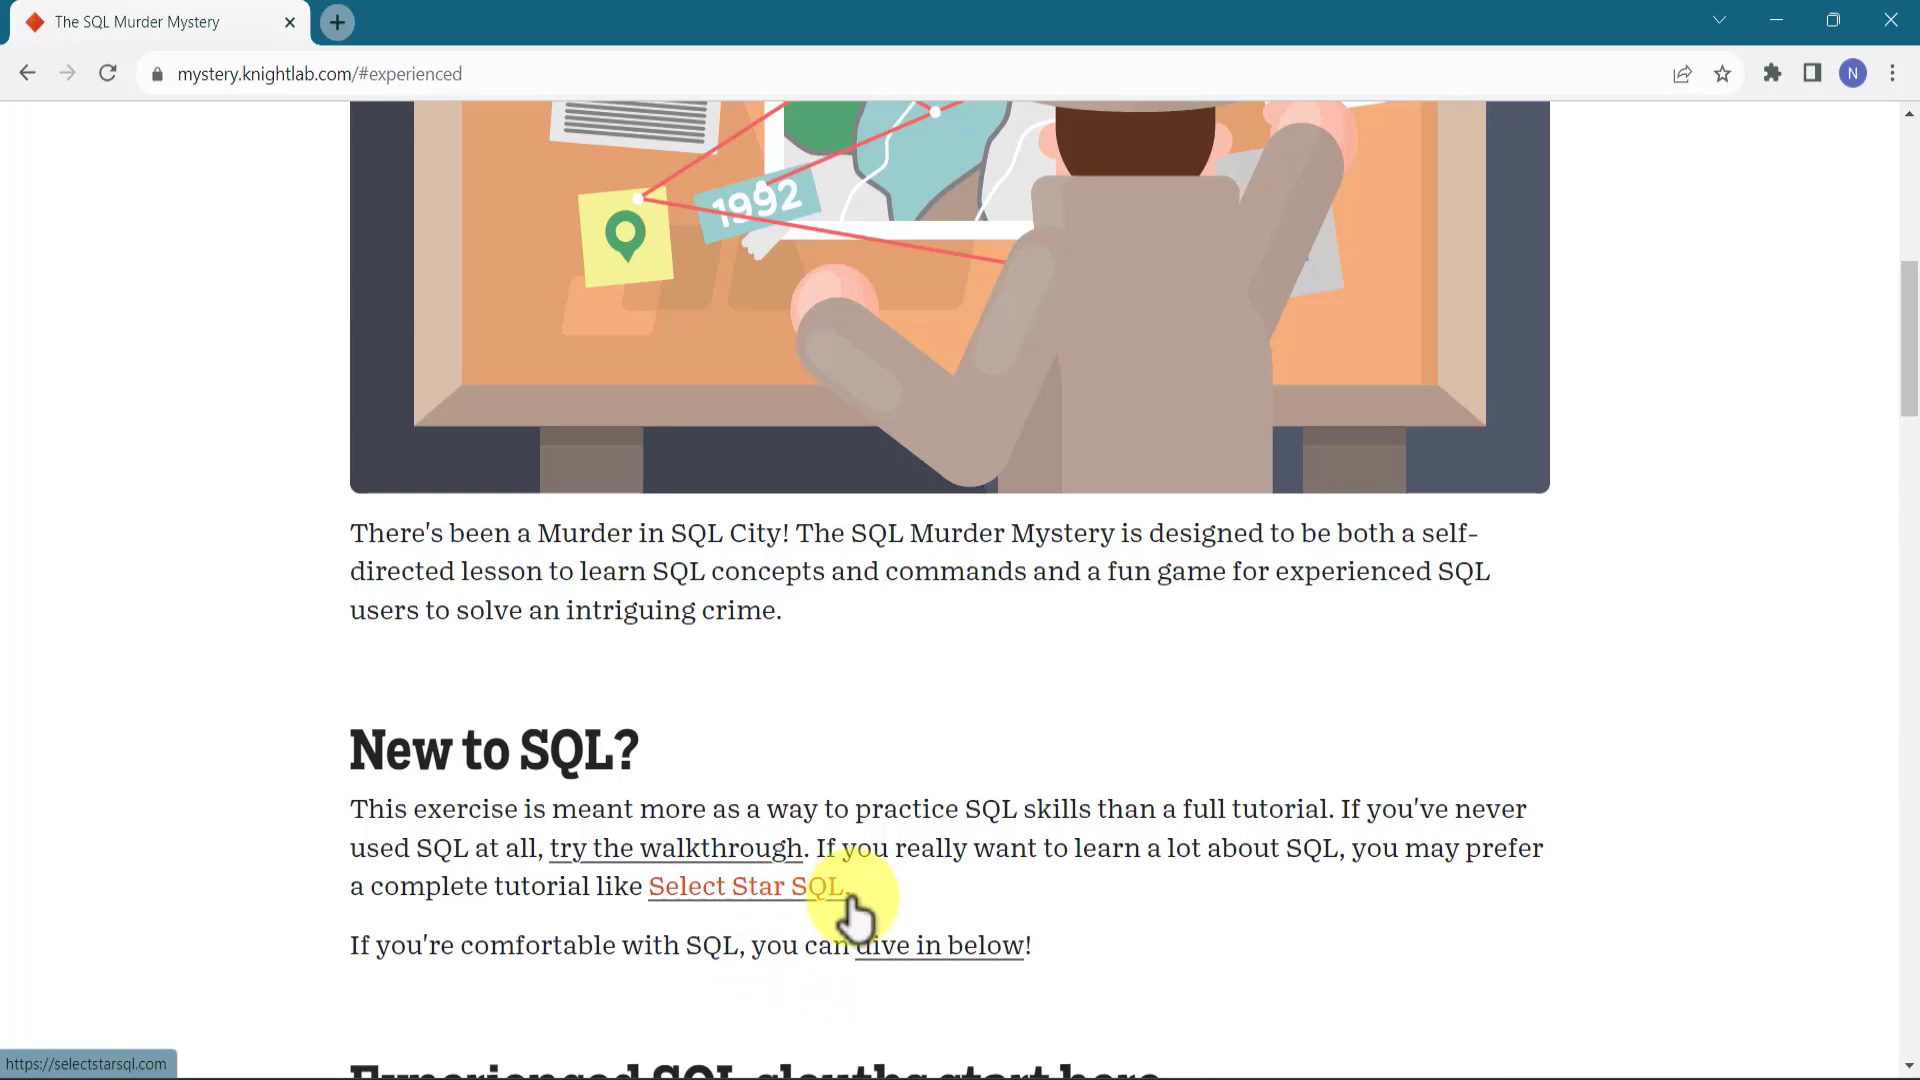 The SQL Murder Mystery
mystery.knightlab.com/#experienced
N
1992
There's been a Murder in SQL City! The SQL Murder Mystery is designed to be both a self-
directed lesson to learn SQL concepts and commands and a fun game for experienced SQL
users to solve an intriguing crime.
New to SQL?
This exercise is meant more as a way to practice SQL skills than a full tutorial. If you've never
used SQL at all, try the walkthrough. If you really want to learn a lot about SQL, you may prefer
a complete tutorial like Select Star SQL.
If you're comfortable with SQL, you can dive in below!
https://selectstarsql.com
Experienced SQL sleuths start here